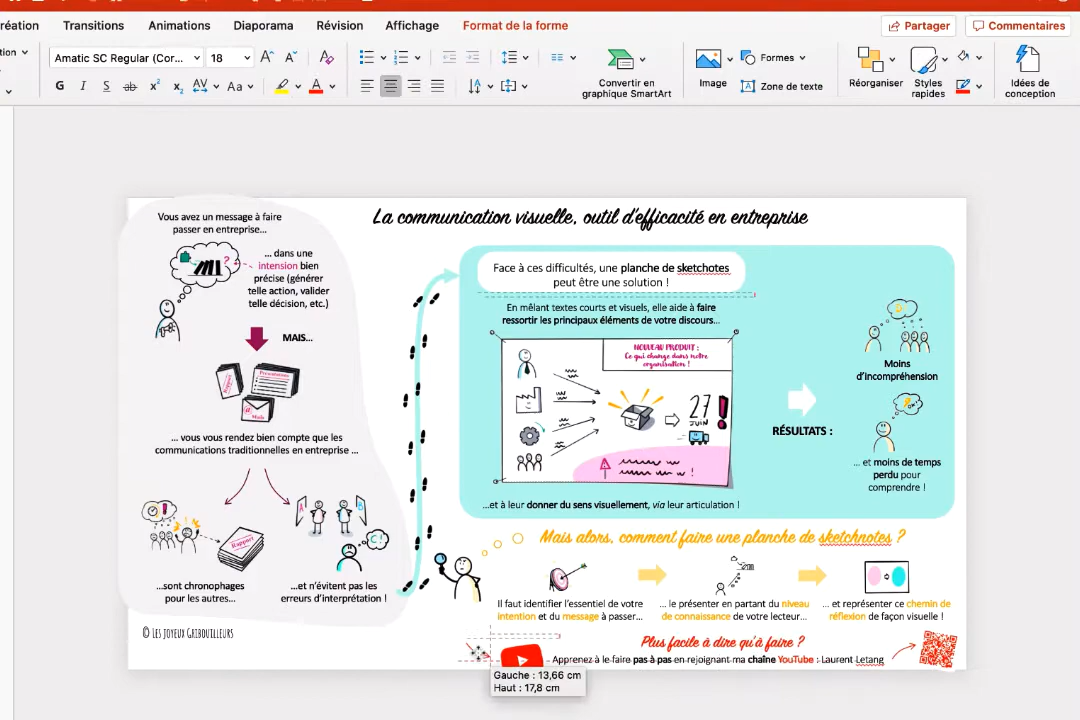 réation Transitions Animations Diaporama Révision Affichage Format de la forme Partager Commentaires
tion Amatic SC Regular (Cor... 18
G I S ab x² x₂ AV Aa A
Convertir en
graphique SmartArt
Image
Formes
Zone de texte
Réorganiser
Styles
rapides
Idées de
conception
La communication visuelle, outil d'efficacité en entreprise
Vous avez un message à faire
passer en entreprise...
?
... dans une
intension bien
précise (générer
telle action, valider
telle décision, etc.)
MAIS...
Rapport
Présentations
@
Mails
... vous vous rendez bien compte que les
communications traditionnelles en entreprise ...
!
Rapport
A
B
C!
...sont chronophages
pour les autres...
...et n'évitent pas les
erreurs d'interprétation !
© Les Joyeux Gribouilleurs
Face à ces difficultés, une planche de sketchotes
peut être une solution !
En mêlant textes courts et visuels, elle aide à faire
ressortir les principaux éléments de votre discours...
NOUVEAU PRODUIT :
Ce qui change dans notre
organisation !
27
JUIN
!
...et à leur donner du sens visuellement, via leur articulation !
RÉSULTATS :
Moins
d'incompréhension
... et moins de temps
perdu pour
comprendre !
Mais alors, comment faire une planche de sketchnotes ?
Il faut identifier l'essentiel de votre
intention et du message à passer...
... le présenter en partant du niveau
de connaissance de votre lecteur...
... et représenter ce chemin de
réflexion de façon visuelle !
Plus facile à dire qu'à faire ?
Apprenez à le faire pas à pas en rejoignant ma chaîne YouTube : Laurent Letang
Gauche : 13,66 cm
Haut : 17,8 cm